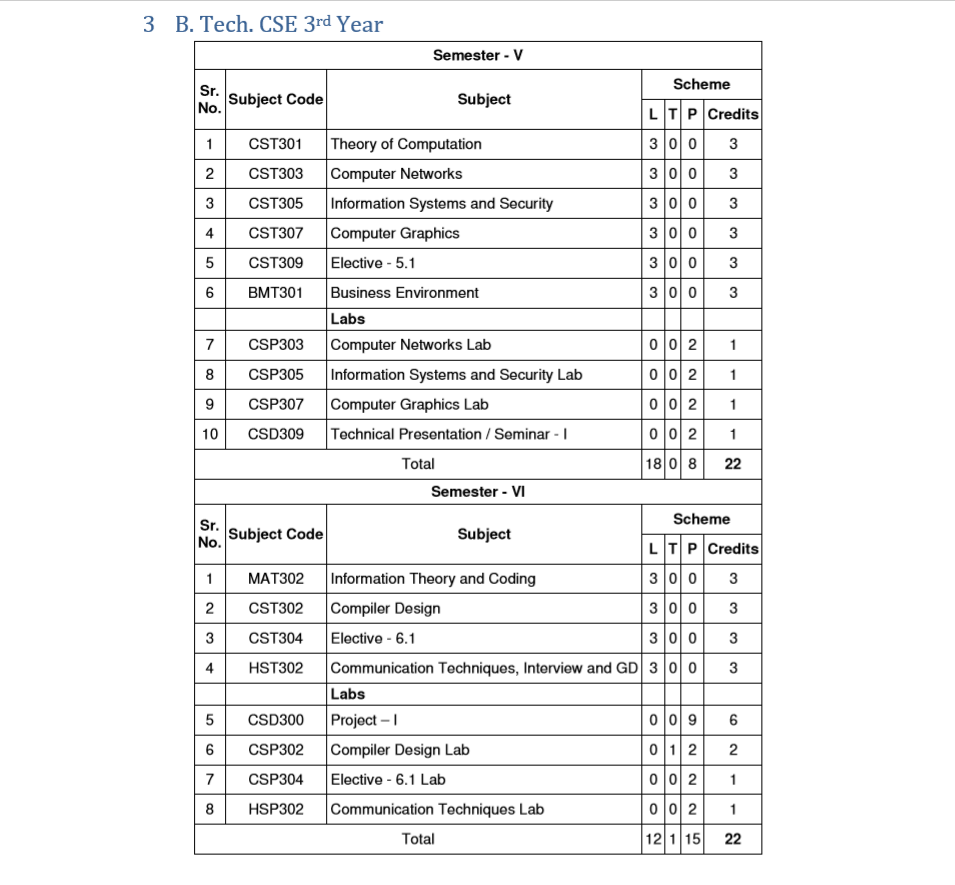 3 B. Tech. CSE 3rd Year
Semester - V
Sr. No. Subject Code Subject Scheme
L T P Credits
1 CST301 Theory of Computation 3 0 0 3
2 CST303 Computer Networks 3 0 0 3
3 CST305 Information Systems and Security 3 0 0 3
4 CST307 Computer Graphics 3 0 0 3
5 CST309 Elective - 5.1 3 0 0 3
6 BMT301 Business Environment 3 0 0 3
Labs
7 CSP303 Computer Networks Lab 0 0 2 1
8 CSP305 Information Systems and Security Lab 0 0 2 1
9 CSP307 Computer Graphics Lab 0 0 2 1
10 CSD309 Technical Presentation / Seminar - I 0 0 2 1
Total 18 0 8 22
Semester - VI
Sr. No. Subject Code Subject Scheme
L T P Credits
1 MAT302 Information Theory and Coding 3 0 0 3
2 CST302 Compiler Design 3 0 0 3
3 CST304 Elective - 6.1 3 0 0 3
4 HST302 Communication Techniques, Interview and GD 3 0 0 3
Labs
5 CSD300 Project – I 0 0 9 6
6 CSP302 Compiler Design Lab 0 1 2 2
7 CSP304 Elective - 6.1 Lab 0 0 2 1
8 HSP302 Communication Techniques Lab 0 0 2 1
Total 12 1 15 22